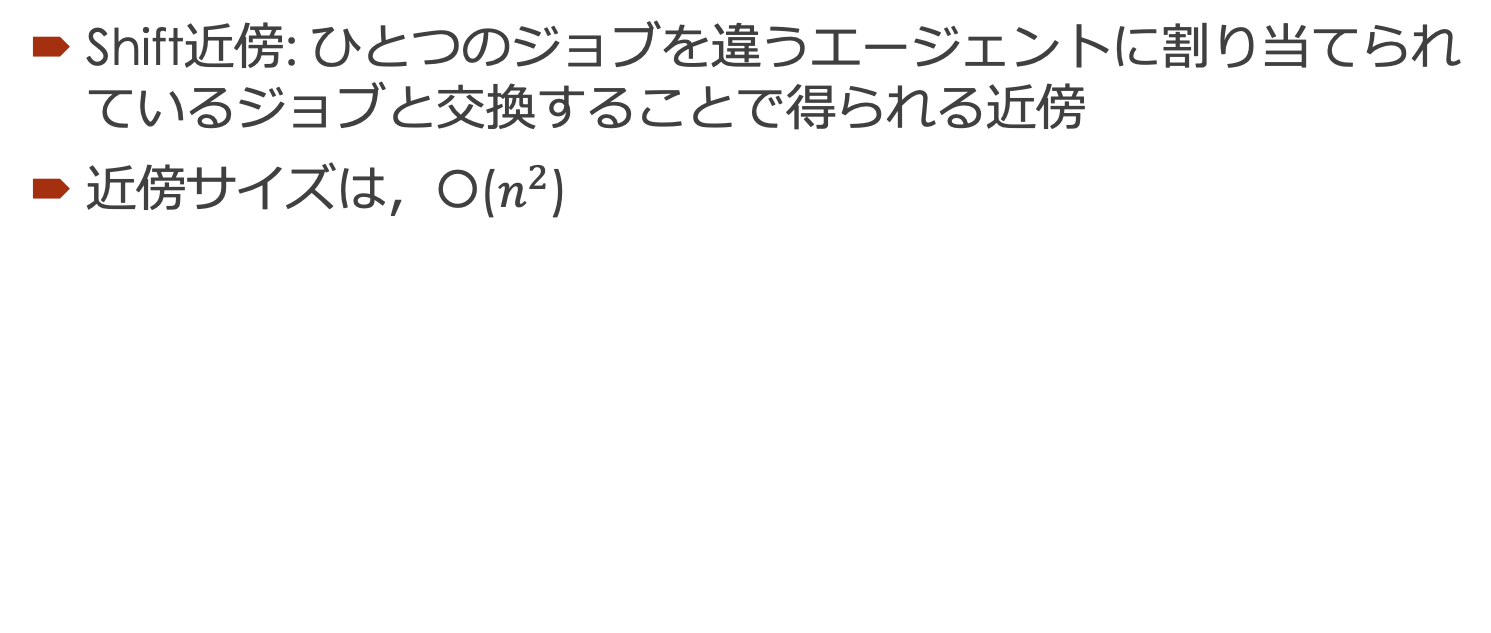 Shift近傍: ひとつのジョブを違うエージェントに割り当てられ
ているジョブと交換することで得られる近傍
近傍サイズは，O(n²)